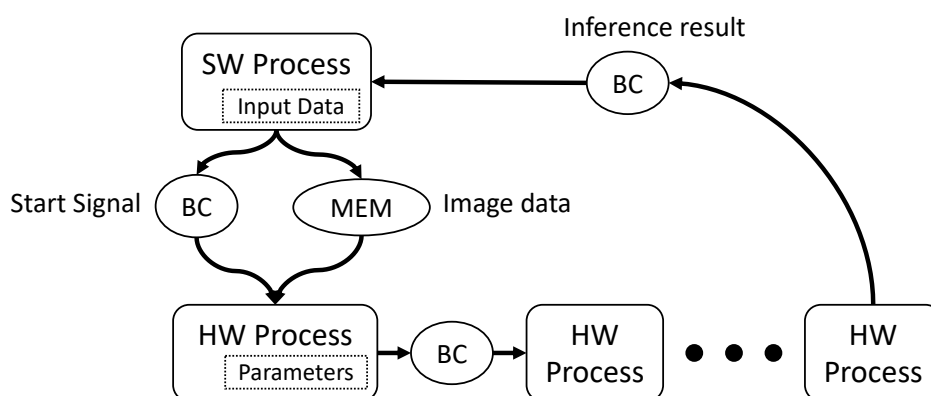 Inference result
SW Process
Input Data
BC
Start Signal
BC
MEM
Image data
HW Process
Parameters
BC
HW
Process
HW
Process